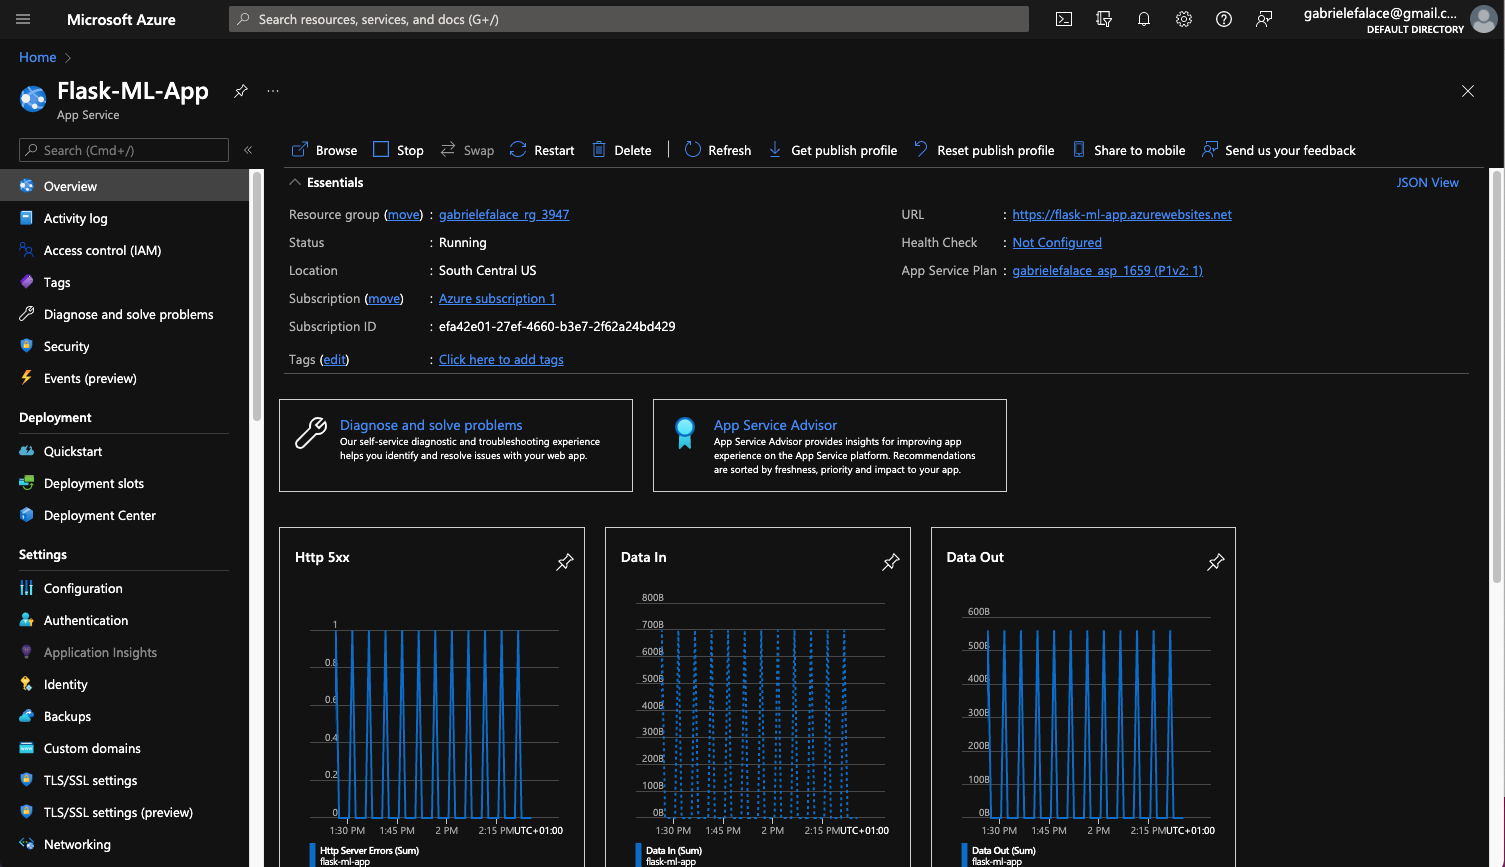 Microsoft Azure
Search resources, services, and docs (G+/)
gabrielefalace@gmail.c...
DEFAULT DIRECTORY
Home
Flask-ML-App
...
App Service
Search (Cmd+/)
Overview
Activity log
Access control (IAM)
Tags
Diagnose and solve problems
Security
Events (preview)
Deployment
Quickstart
Deployment slots
Deployment Center
Settings
Configuration
Authentication
Application Insights
Identity
Backups
Custom domains
TLS/SSL settings
TLS/SSL settings (preview)
Networking
Browse Stop Swap Restart Delete Refresh Get publish profile Reset publish profile Share to mobile Send us your feedback
Essentials
JSON View
Resource group (move) : gabrielefalace_rg_3947
Status : Running
Location : South Central US
Subscription (move) : Azure subscription 1
Subscription ID : efa42e01-27ef-4660-b3e7-2f62a24bd429
Tags (edit) : Click here to add tags
URL : https://flask-ml-app.azurewebsites.net
Health Check : Not Configured
App Service Plan : gabrielefalace_asp_1659 (P1v2: 1)
Diagnose and solve problems
Our self-service diagnostic and troubleshooting experience
helps you identify and resolve issues with your web app.
App Service Advisor
App Service Advisor provides insights for improving app
experience on the App Service platform. Recommendations
are sorted by freshness, priority and impact to your app.
Http 5xx
1
0.8
0.6
0.4
0.2
0
1:30 PM 1:45 PM 2 PM 2:15 PM UTC+01:00
Http Server Errors (Sum)
flask-ml-app
Data In
800B
700B
600B
500B
400B
300B
200B
100B
0B
1:30 PM 1:45 PM 2 PM 2:15 PM UTC+01:00
Data In (Sum)
flask-ml-app
Data Out
600B
500B
400B
300B
200B
100B
0B
1:30 PM 1:45 PM 2 PM 2:15 PM UTC+01:00
Data Out (Sum)
flask-ml-app